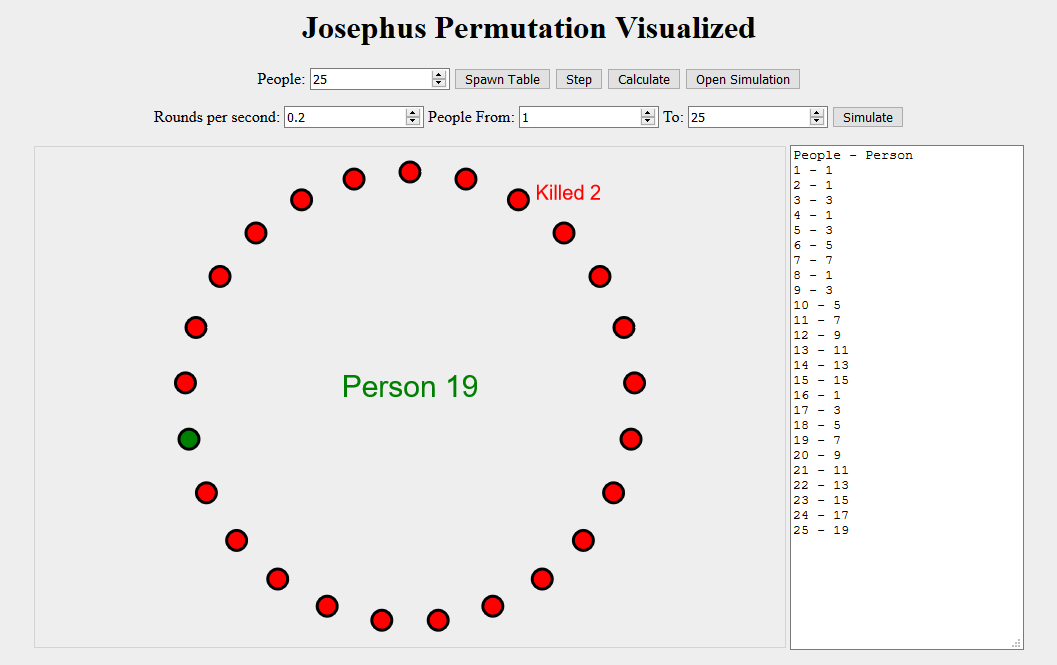 Josephus Permutation Visualized
People: 25 Spawn Table Step Calculate Open Simulation
Rounds per second: 0.2 People From: 1 To: 25 Simulate
Killed 2
Person 19
People - Person
1 - 1
2 - 1
3 - 3
4 - 1
5 - 3
6 - 5
7 - 7
8 - 1
9 - 3
10 - 5
11 - 7
12 - 9
13 - 11
14 - 13
15 - 15
16 - 1
17 - 3
18 - 5
19 - 7
20 - 9
21 - 11
22 - 13
23 - 15
24 - 17
25 - 19